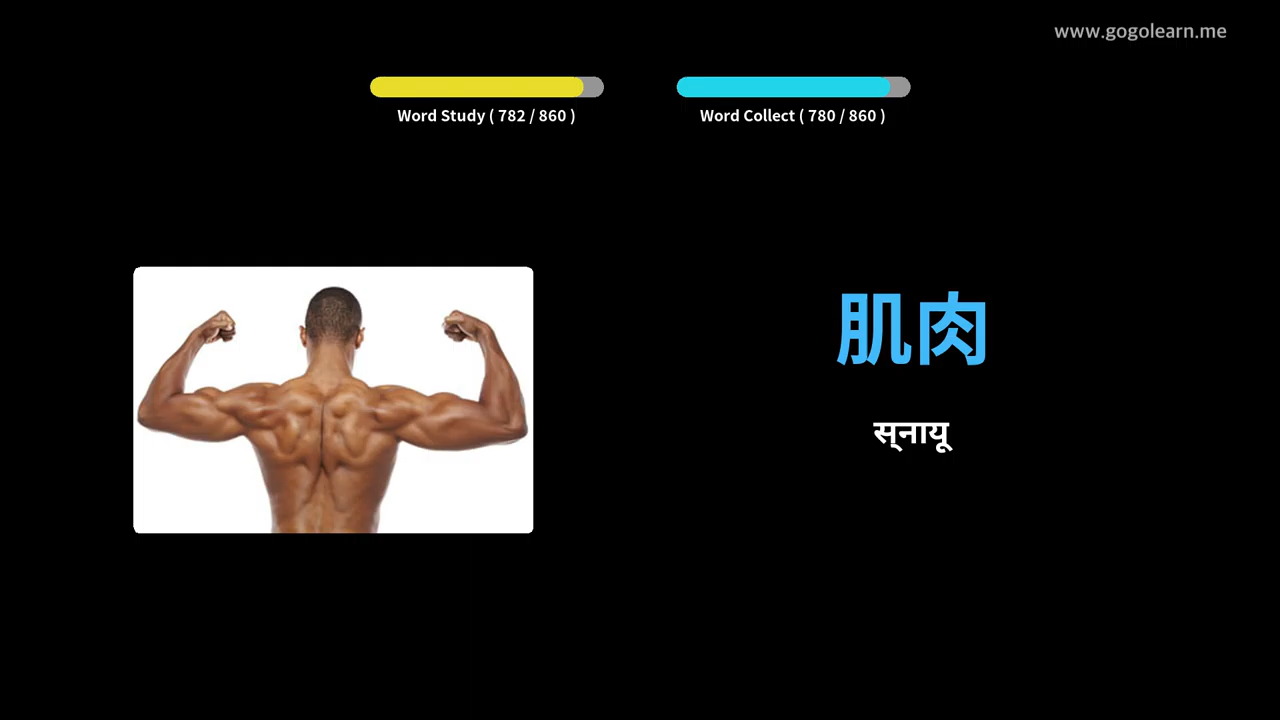 www.gogolearn.me
Word Study ( 782 / 860 )
Word Collect ( 780 / 860 )
肌肉
स्‍नायू